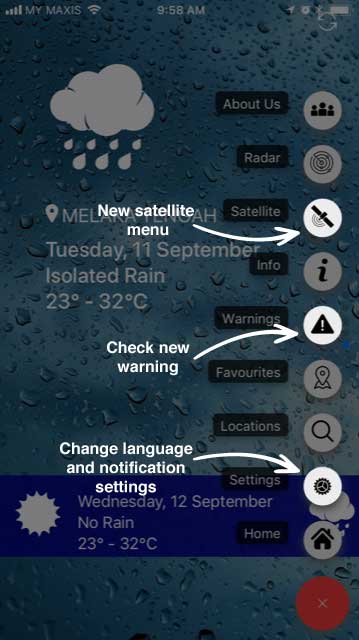 MY MAXIS 9:58 AM
About Us
Radar
Satellite
New satellite
menu
Tuesday, 11 September
Isolated Rain
23° - 32°C
Info
Warnings
Check new
warning
Favourites
Locations
Change language
and notification
settings
Settings
Wednesday, 12 September
No Rain
23° - 32°C
Home